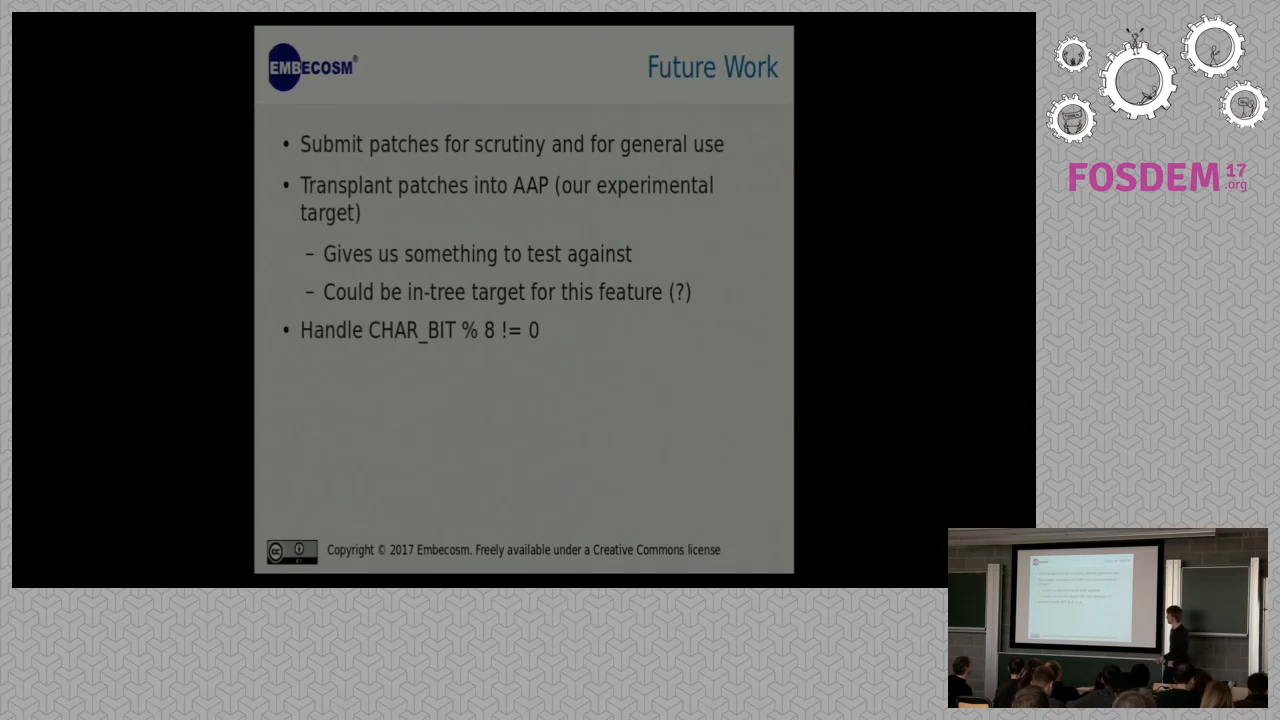 EMBECOSM®
Future Work
• Submit patches for scrutiny and for general use
• Transplant patches into AAP (our experimental
target)
– Gives us something to test against
– Could be in-tree target for this feature (?)
• Handle CHAR_BIT % 8 != 0
Copyright © 2017 Embecosm. Freely available under a Creative Commons license
FOSDEM 17
.org